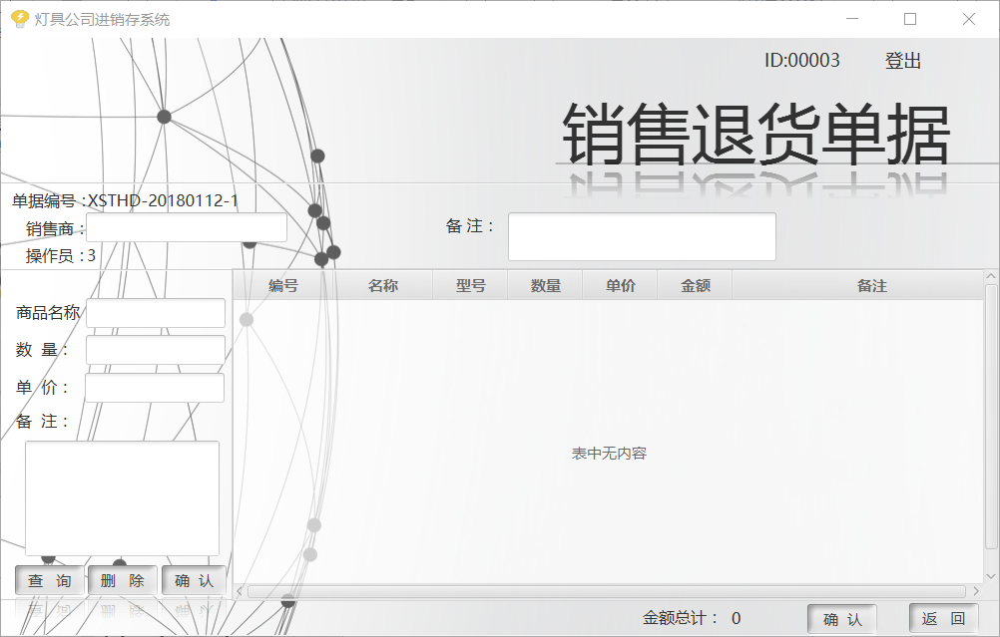 灯具公司进销存系统
ID:00003 登出
销售退货单据
单据编号 :XSTHD-20180112-1
销售商 :
备 注 :
操作员 : 3
编号 名称 型号 数量 单价 金额 备注
商品名称
数 量 :
单 价 :
备 注 :
表中无内容
查 询 删 除 确 认
金额总计 : 0 确 认 返 回